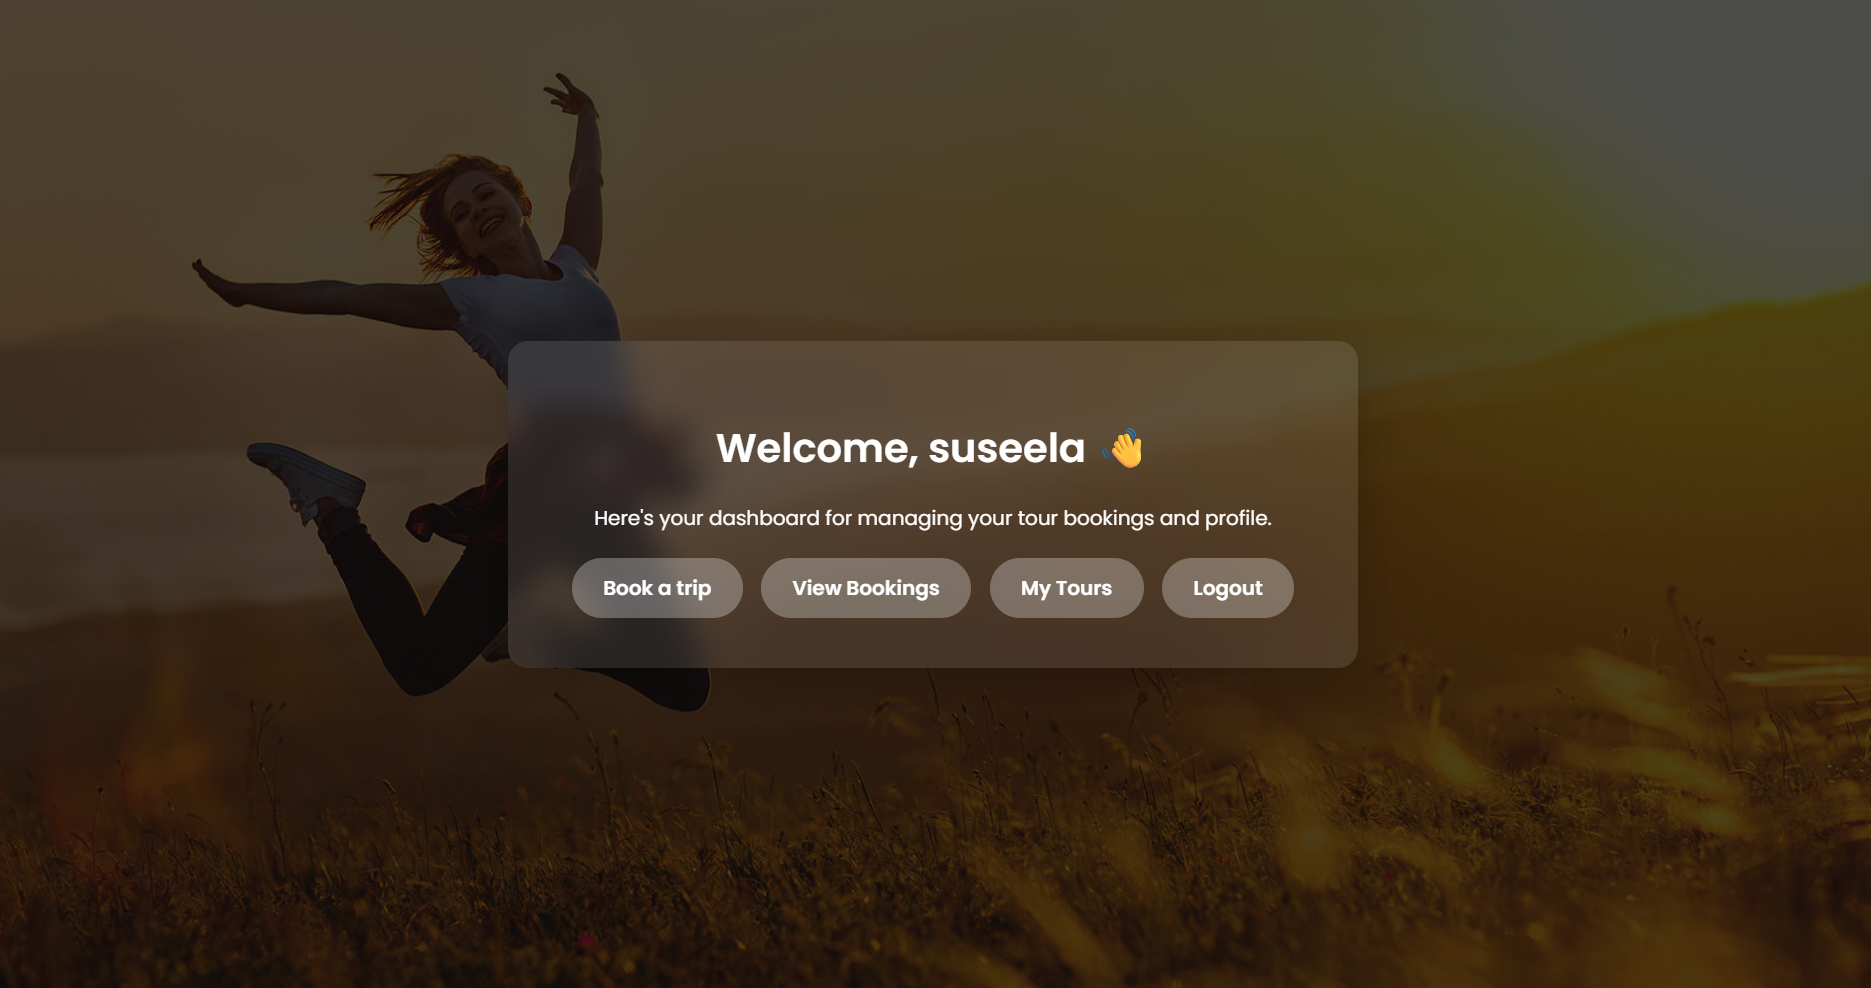 Welcome, suseela 👋
Here's your dashboard for managing your tour bookings and profile.
Book a trip View Bookings My Tours Logout